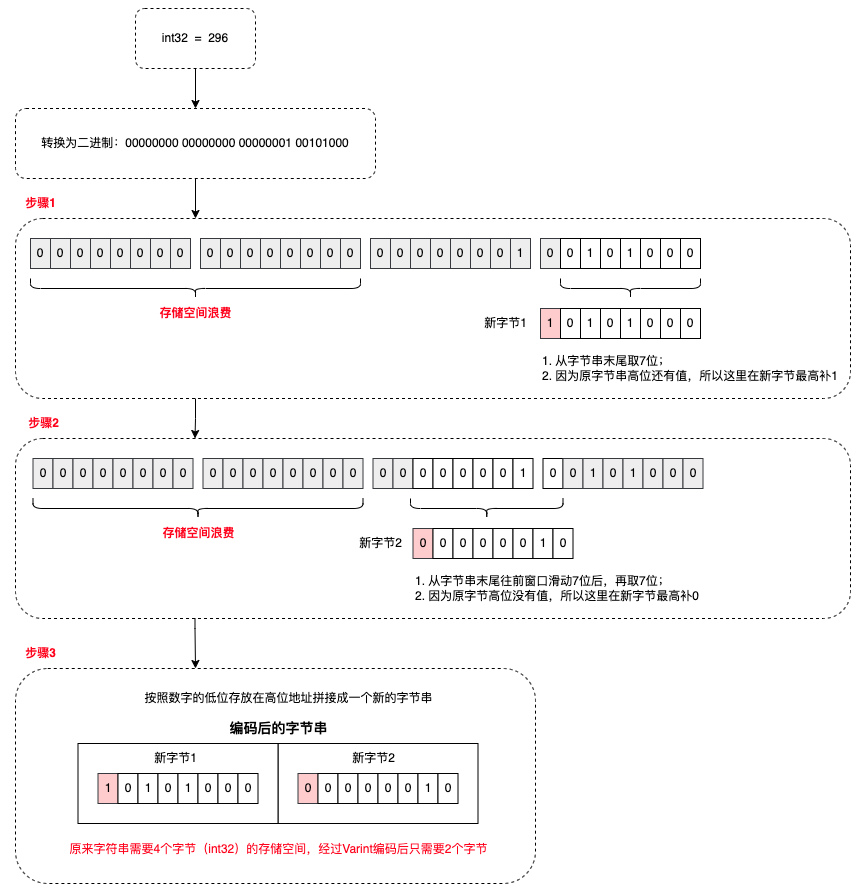 int32 = 296
转换为二进制：00000000 00000000 00000001 00101000
步骤1
0 0 0 0 0 0 0 0 0 0 0 0 0 0 0 0 0 0 0 0 0 0 0 1 0 0 1 0 1 0 0 0
存储空间浪费
新字节1 1 0 1 0 1 0 0 0
1. 从字节串末尾取7位；
2. 因为原字节串高位还有值，所以这里在新字节最高补1
步骤2
0 0 0 0 0 0 0 0 0 0 0 0 0 0 0 0 0 0 0 0 0 0 0 1 0 0 1 0 1 0 0 0
存储空间浪费
新字节2 0 0 0 0 0 0 1 0
1. 从字节串末尾往前窗口滑动7位后，再取7位；
2. 因为原字节高位没有值，所以这里在新字节最高补0
步骤3
按照数字的低位存放在高位地址拼接成一个新的字节串
编码后的字节串
新字节1 新字节2
1 0 1 0 1 0 0 0 0 0 0 0 0 0 1 0
原来字符串需要4个字节（int32）的存储空间，经过Varint编码后只需要2个字节